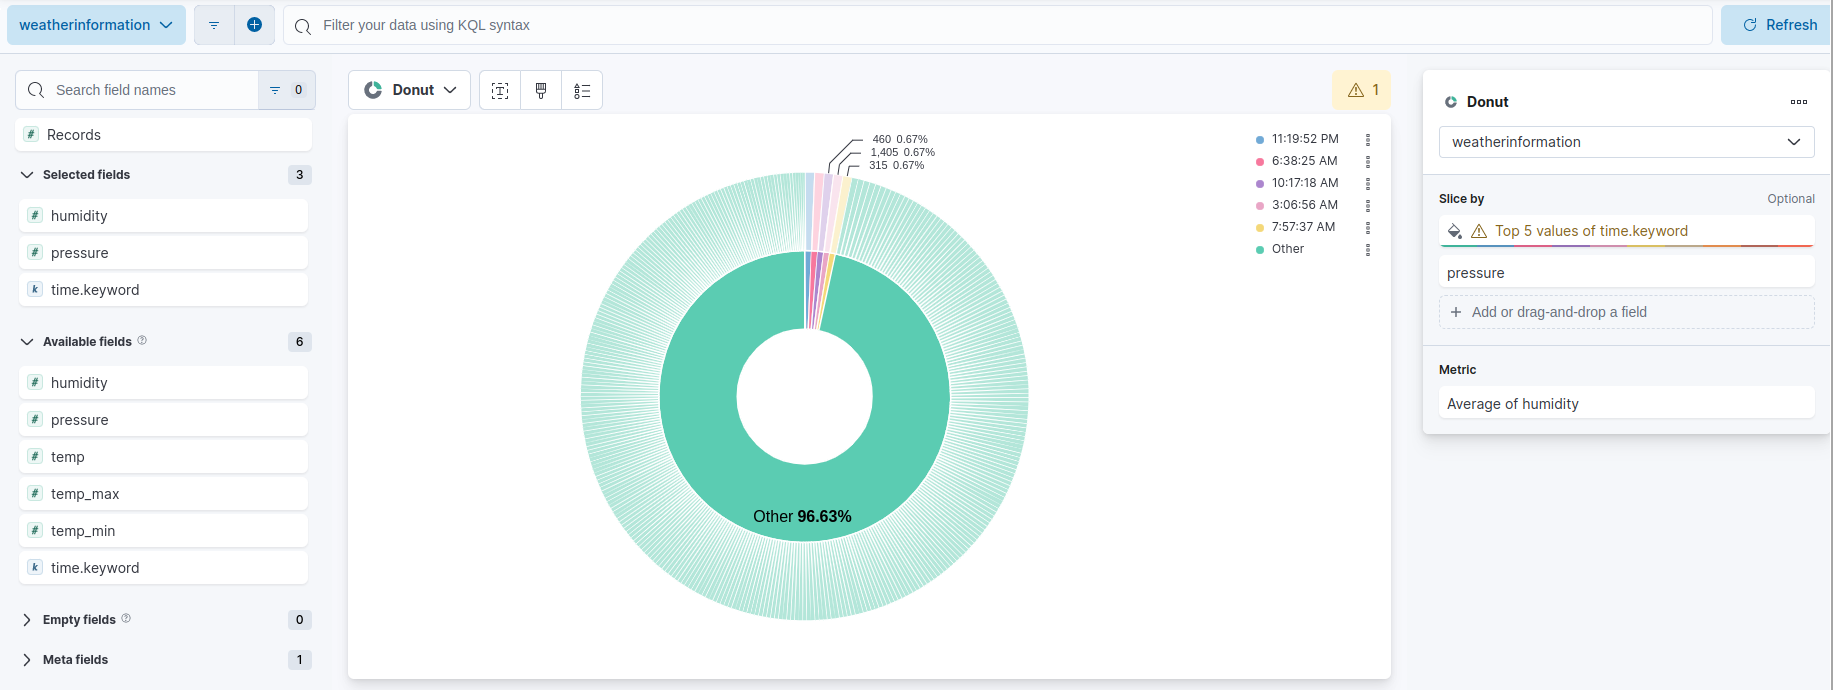 weatherinformation
Filter your data using KQL syntax
Refresh
Search field names
0
Records
Selected fields
3
humidity
pressure
time.keyword
Available fields
6
humidity
pressure
temp
temp_max
temp_min
time.keyword
Empty fields
0
Meta fields
1
Donut
1
460 0.67%
1,405 0.67%
315 0.67%
Other 96.63%
11:19:52 PM
6:38:25 AM
10:17:18 AM
3:06:56 AM
7:57:37 AM
Other
Donut
weatherinformation
Slice by
Optional
Top 5 values of time.keyword
pressure
Add or drag-and-drop a field
Metric
Average of humidity